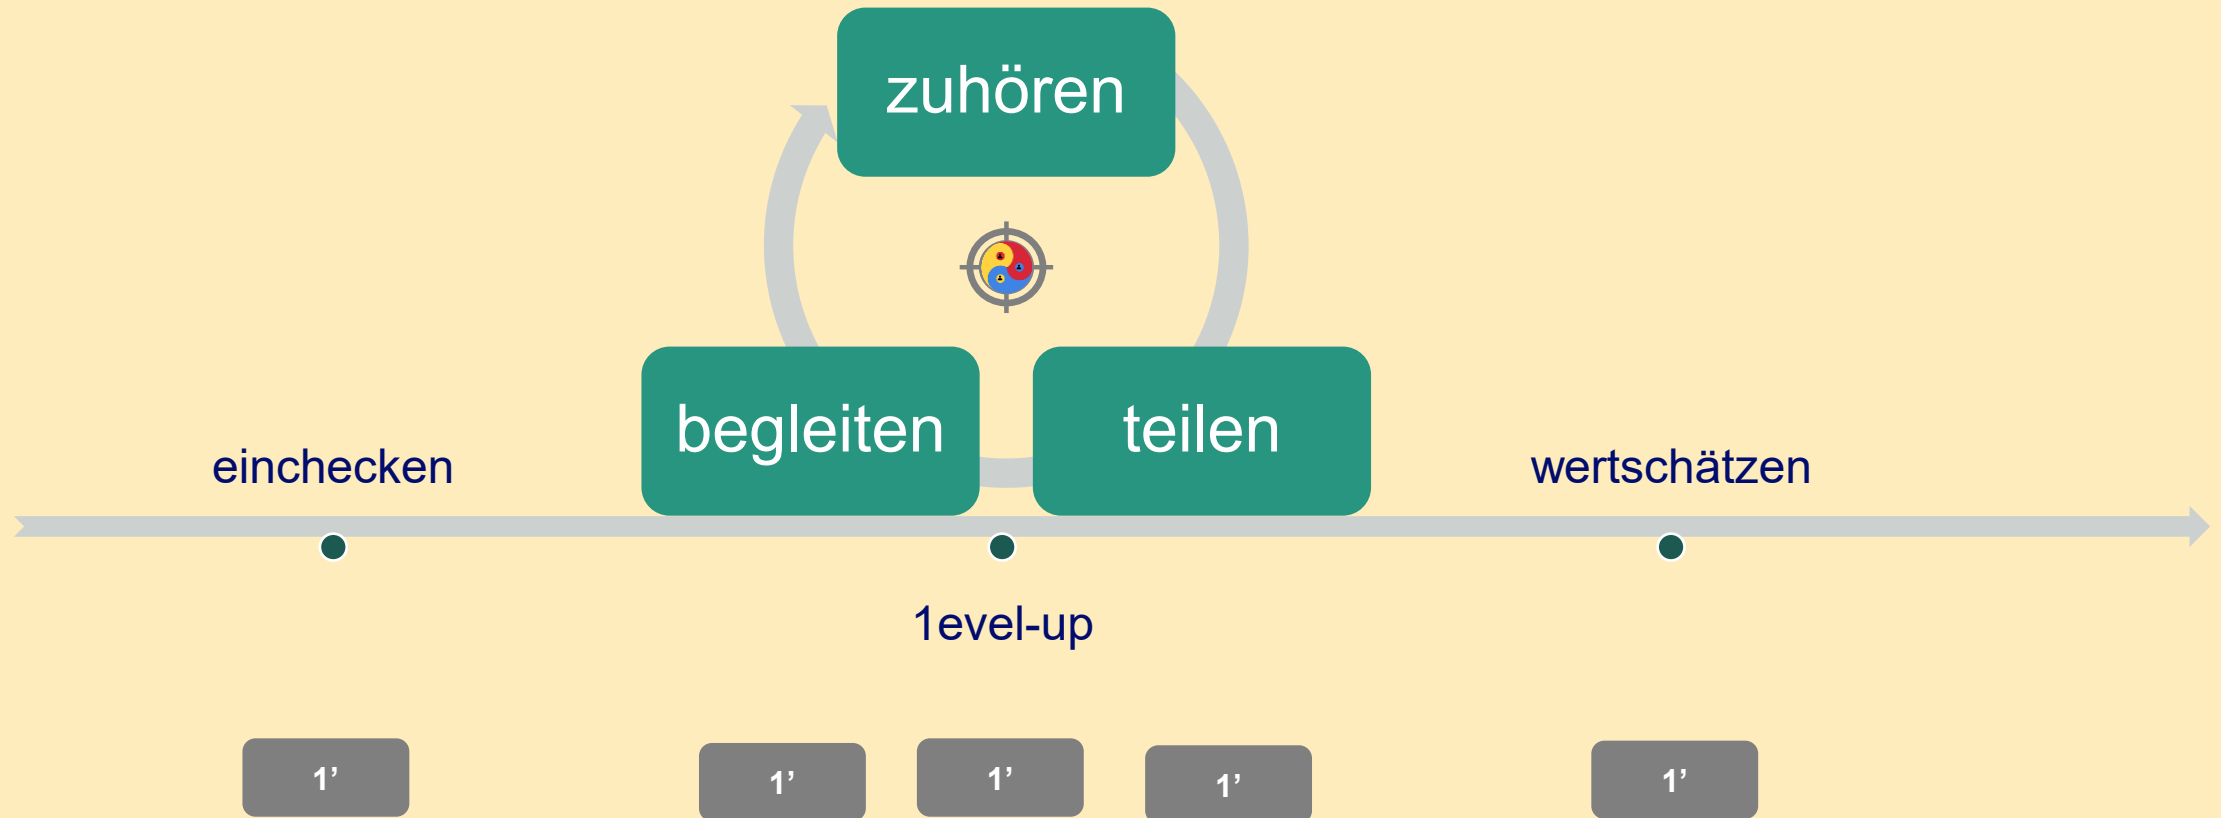 zuhören
begleiten
teilen
einchecken
wertschätzen
1evel-up
1’
1’
1’
1’
1’